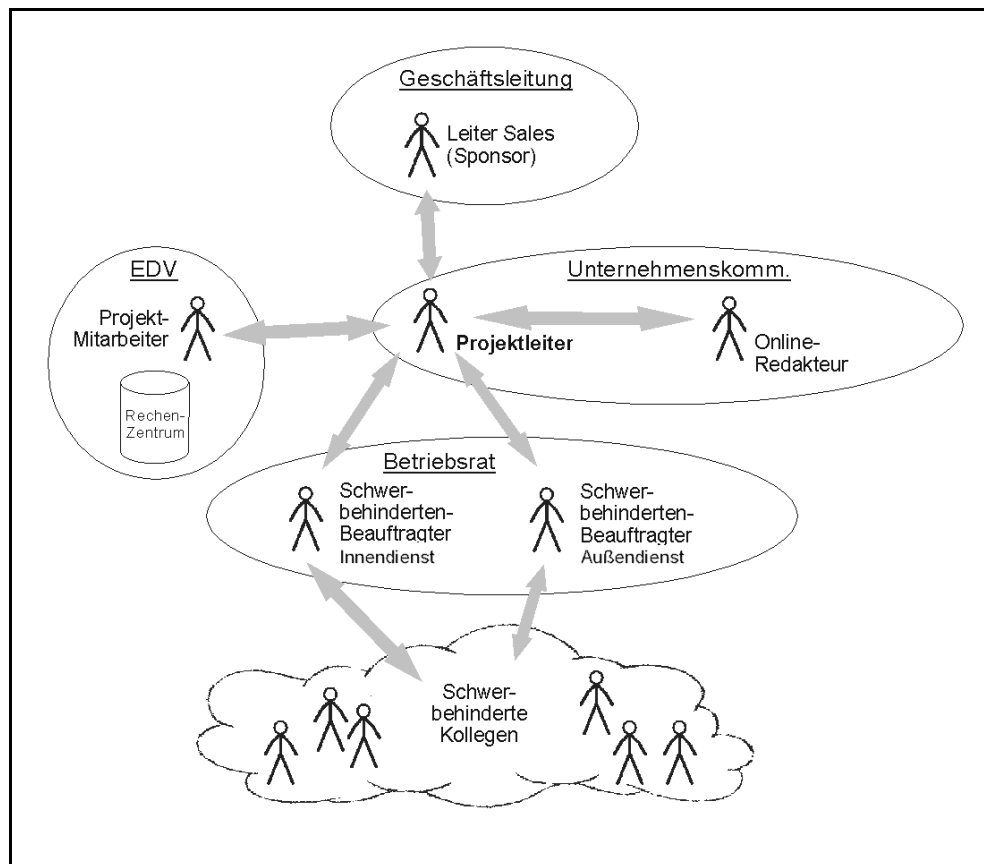 Geschäftsleitung
Leiter Sales
(Sponsor)
EDV
Projekt-
Mitarbeiter
Rechen-
Zentrum
Unternehmenskomm.
Projektleiter
Online-
Redakteur
Betriebsrat
Schwer-
behinderten-
Beauftragter
Innendienst
Schwer-
behinderten-
Beauftragter
Außendienst
Schwer-
behinderte
Kollegen